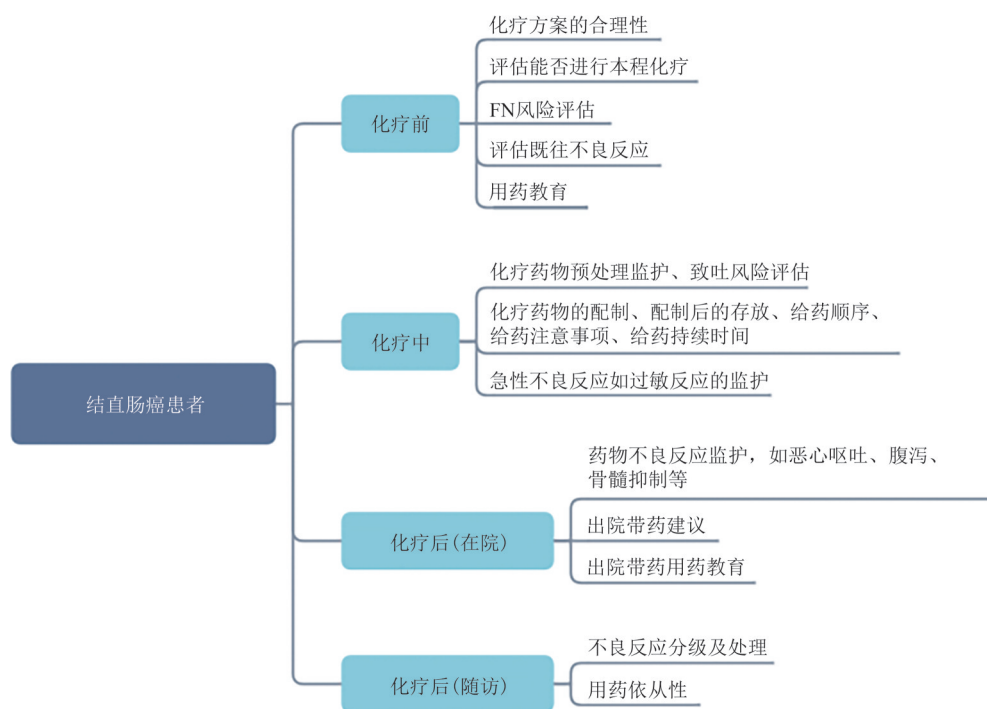 结直肠癌患者
化疗前
化疗方案的合理性
评估能否进行本程化疗
FN风险评估
评估既往不良反应
用药教育
化疗中
化疗药物预处理监护、致吐风险评估
化疗药物的配制、配制后的存放、给药顺序、
给药注意事项、给药持续时间
急性不良反应如过敏反应的监护
化疗后(在院)
药物不良反应监护，如恶心呕吐、腹泻、
骨髓抑制等
出院带药建议
出院带药用药教育
化疗后(随访)
不良反应分级及处理
用药依从性